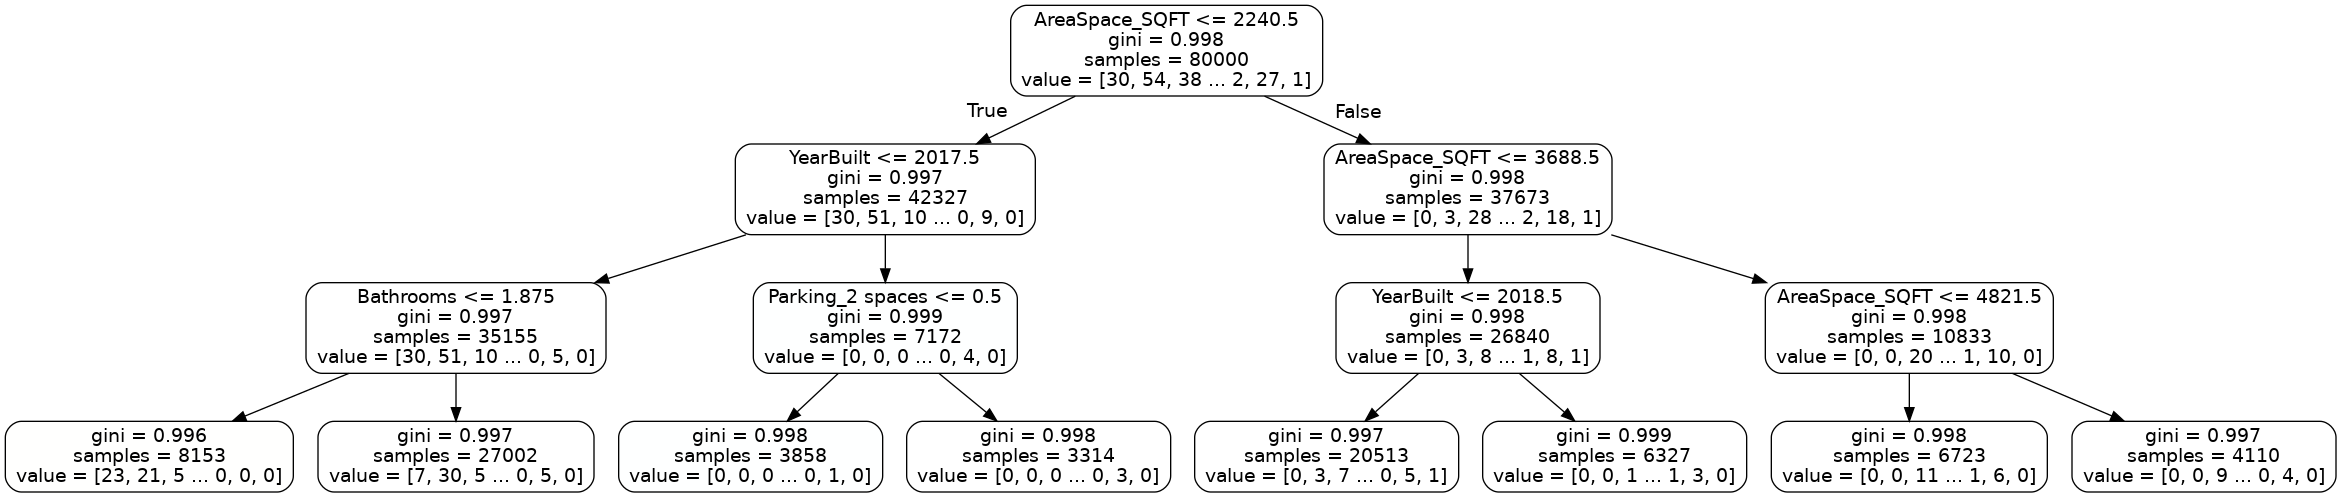 AreaSpace_SQFT <= 2240.5
gini = 0.998
samples = 80000
value = [30, 54, 38 ... 2, 27, 1]
True
False
YearBuilt <= 2017.5
gini = 0.997
samples = 42327
value = [30, 51, 10 ... 0, 9, 0]
AreaSpace_SQFT <= 3688.5
gini = 0.998
samples = 37673
value = [0, 3, 28 ... 2, 18, 1]
Bathrooms <= 1.875
gini = 0.997
samples = 35155
value = [30, 51, 10 ... 0, 5, 0]
Parking_2 spaces <= 0.5
gini = 0.999
samples = 7172
value = [0, 0, 0 ... 0, 4, 0]
YearBuilt <= 2018.5
gini = 0.998
samples = 26840
value = [0, 3, 8 ... 1, 8, 1]
AreaSpace_SQFT <= 4821.5
gini = 0.998
samples = 10833
value = [0, 0, 20 ... 1, 10, 0]
gini = 0.996
samples = 8153
value = [23, 21, 5 ... 0, 0, 0]
gini = 0.997
samples = 27002
value = [7, 30, 5 ... 0, 5, 0]
gini = 0.998
samples = 3858
value = [0, 0, 0 ... 0, 1, 0]
gini = 0.998
samples = 3314
value = [0, 0, 0 ... 0, 3, 0]
gini = 0.997
samples = 20513
value = [0, 3, 7 ... 0, 5, 1]
gini = 0.999
samples = 6327
value = [0, 0, 1 ... 1, 3, 0]
gini = 0.998
samples = 6723
value = [0, 0, 11 ... 1, 6, 0]
gini = 0.997
samples = 4110
value = [0, 0, 9 ... 0, 4, 0]